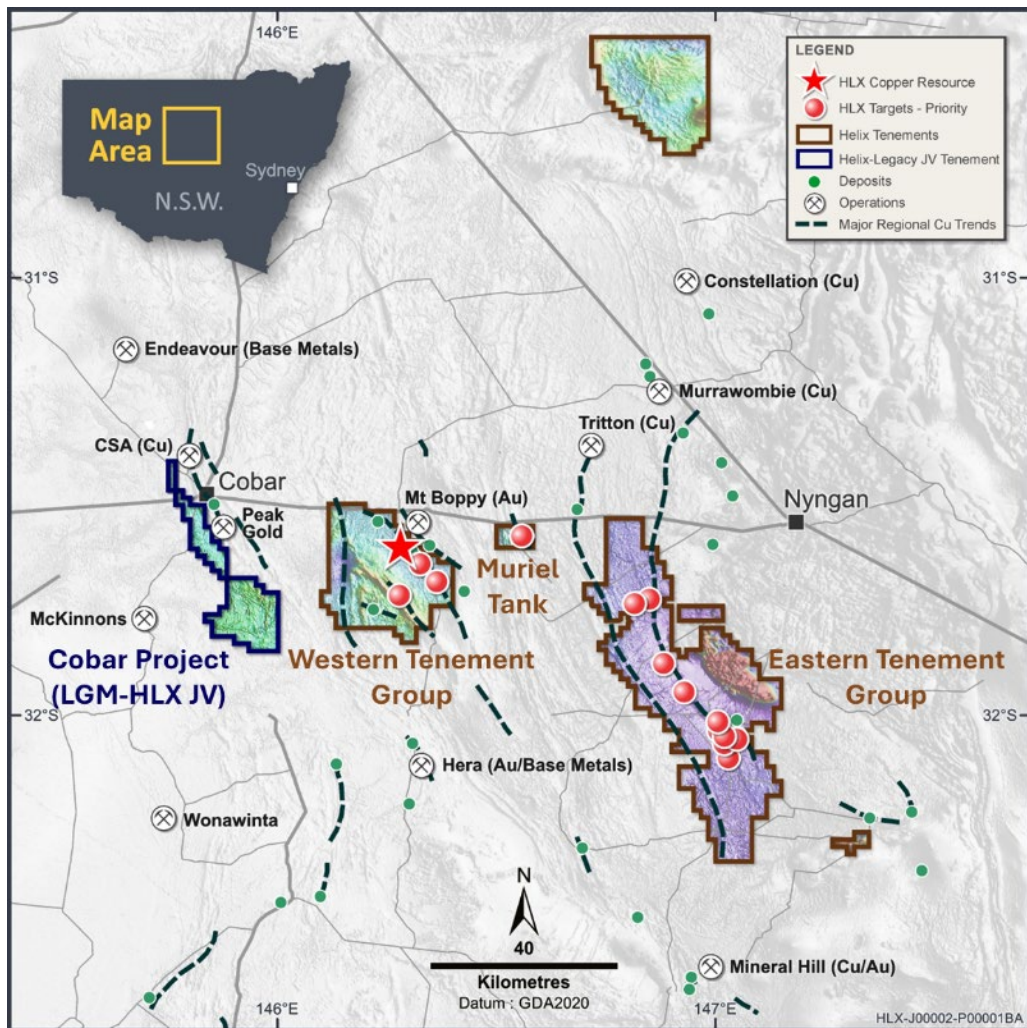 146°E
LEGEND
HLX Copper Resource
HLX Targets - Priority
Helix Tenements
Helix-Legacy JV Tenement
Deposits
Operations
Major Regional Cu Trends
Map
Area
Sydney
N.S.W.
31°S
31°S
Constellation (Cu)
Endeavour (Base Metals)
Murrawombie (Cu)
Tritton (Cu)
CSA (Cu)
Cobar
Mt Boppy (Au)
Nyngan
Peak
Gold
Muriel
Tank
McKinnons
Cobar Project
(LGM-HLX JV)
Western Tenement
Group
Eastern Tenement
Group
32°S
32°S
Hera (Au/Base Metals)
Wonawinta
N
40
Kilometres
Datum : GDA2020
Mineral Hill (Cu/Au)
146°E
147°E
HLX-J00002-P00001BA